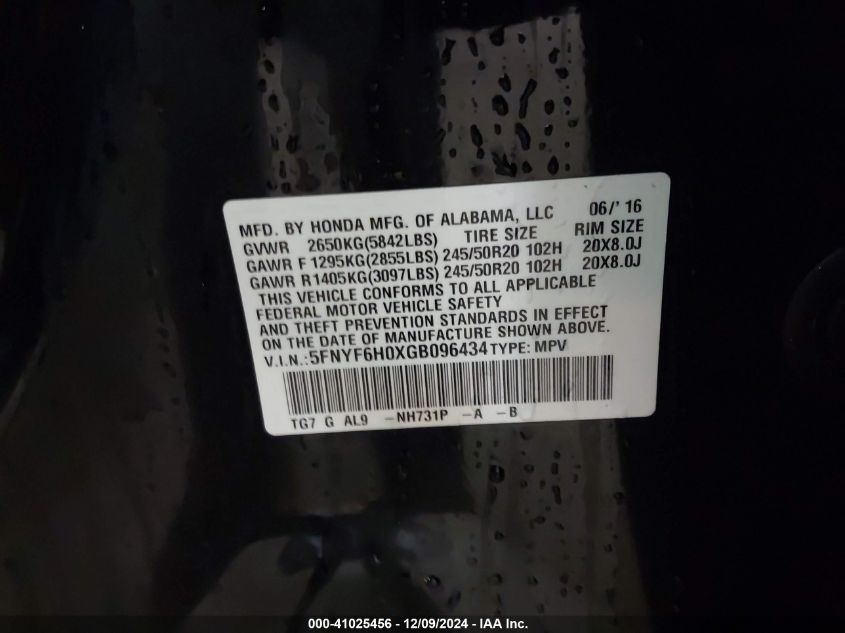 MFD. BY HONDA MFG. OF ALABAMA, LLC 06/'16
GVWR 2650KG(5842LBS) TIRE SIZE RIM SIZE
GAWR F 1295KG(2855LBS) 245/50R20 102H 20X8.0J
GAWR R 1405KG(3097LBS) 245/50R20 102H 20X8.0J
THIS VEHICLE CONFORMS TO ALL APPLICABLE
FEDERAL MOTOR VEHICLE SAFETY
AND THEFT PREVENTION STANDARDS IN EFFECT
ON THE DATE OF MANUFACTURE SHOWN ABOVE.
V.I.N.: 5FNYF6H0XGB096434 TYPE: MPV
TG7 G AL9 -NH731P -A -B
000-41025456 - 12/09/2024 - IAA Inc.